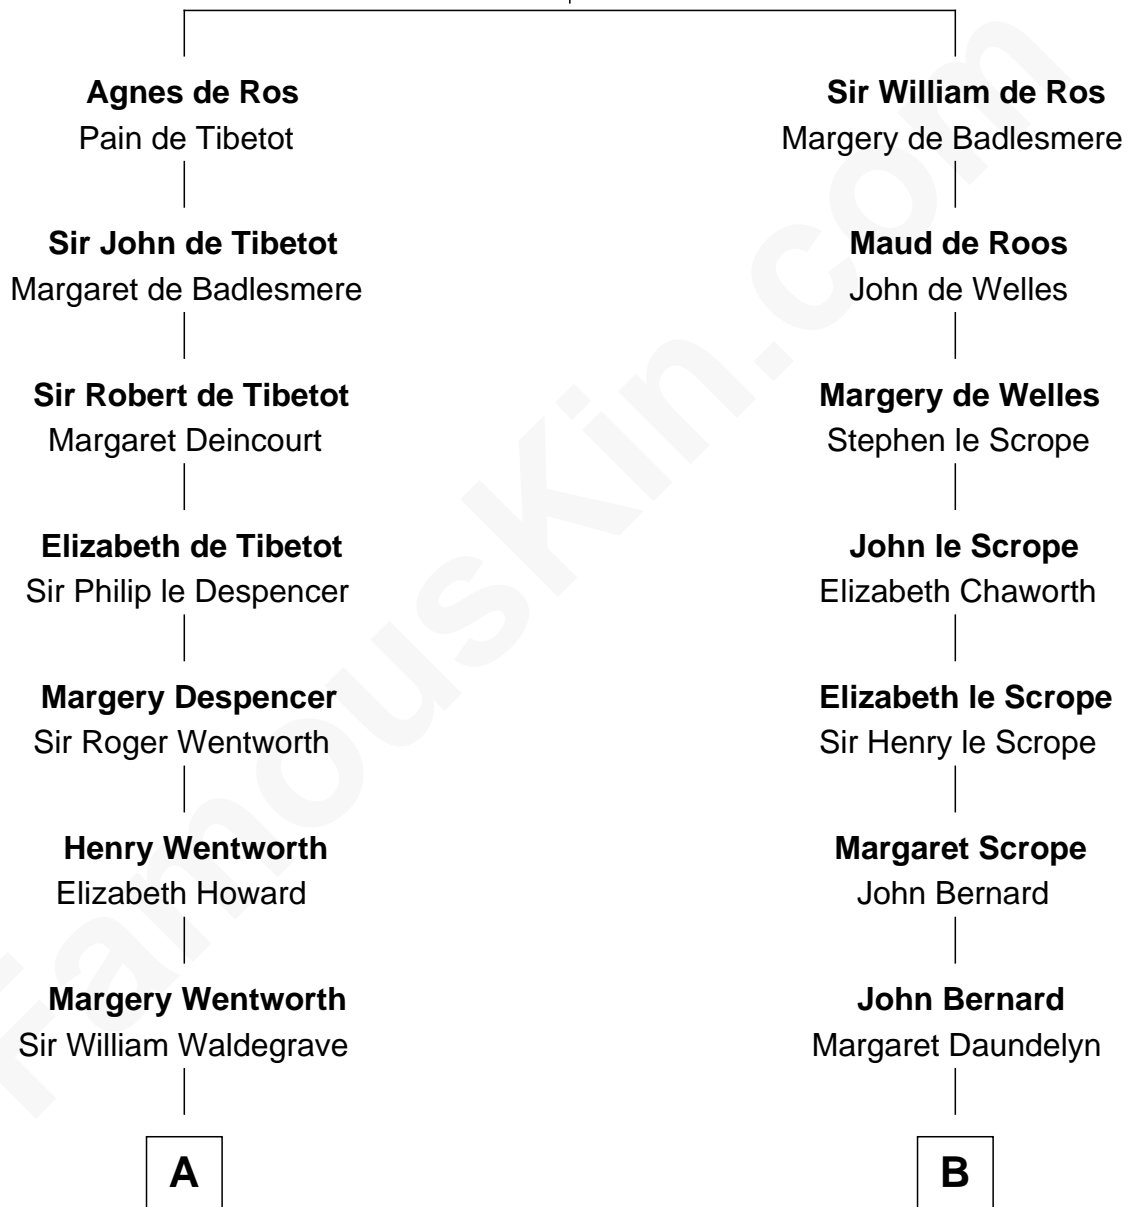 Agnes de Ros
Pain de Tibetot
Sir John de Tibetot
Margaret de Badlesmere
Sir Robert de Tibetot
Margaret Deincourt
Elizabeth de Tibetot
Sir Philip le Despencer
Margery Despencer
Sir Roger Wentworth
Henry Wentworth
Elizabeth Howard
Margery Wentworth
Sir William Waldegrave
A
Sir William de Ros
Margery de Badlesmere
Maud de Roos
John de Welles
Margery de Welles
Stephen le Scrope
John le Scrope
Elizabeth Chaworth
Elizabeth le Scrope
Sir Henry le Scrope
Margaret Scrope
John Bernard
John Bernard
Margaret Daundelyn
B
FamousKin.com